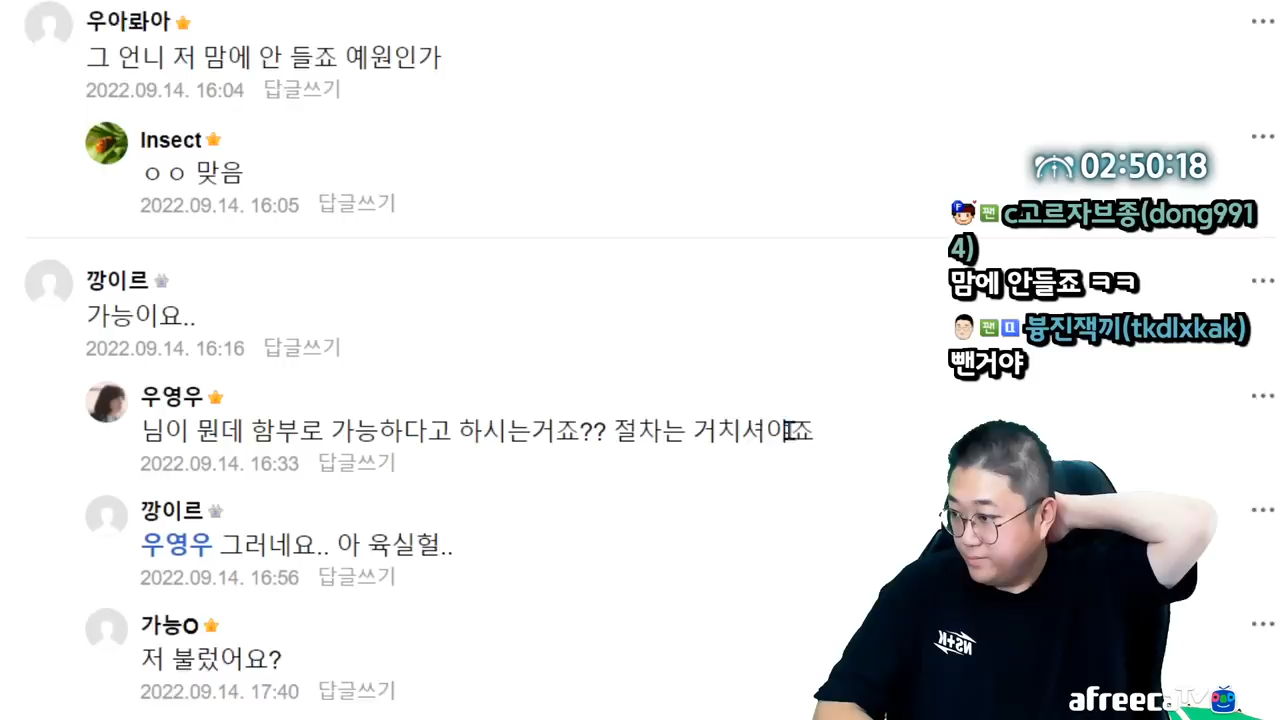 우아롸아
그 언니 저 맘에 안 들죠 예원인가
2022.09.14. 16:04 답글쓰기
Insect
ㅇㅇ 맞음
2022.09.14. 16:05 답글쓰기
깡이르
가능이요..
2022.09.14. 16:16 답글쓰기
우영우
님이 뭔데 함부로 가능하다고 하시는거죠?? 절차는 거치셔야죠
2022.09.14. 16:33 답글쓰기
깡이르
우영우 그러네요.. 아 육실헐..
2022.09.14. 16:56 답글쓰기
가능O
저 불렀어요?
2022.09.14. 17:40 답글쓰기
02:50:18
팬 c고르자브종(dong991
4)
맘에 안들죠 ㅋㅋ
팬 븅진잭끼(tkdlxkak)
뺀거야
NS+K
afreecaTV